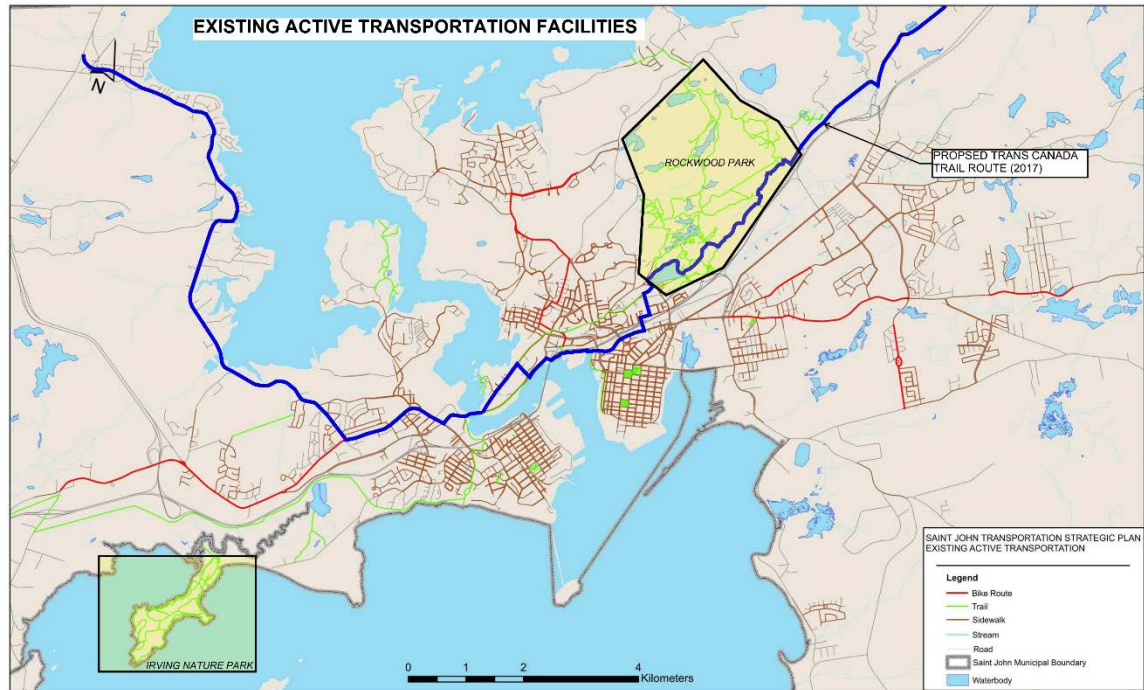 EXISTING ACTIVE TRANSPORTATION FACILITIES
N
ROCKWOOD PARK
PROPSED TRANS CANADA
TRAIL ROUTE (2017)
IRVING NATURE PARK
0 1 2 4
Kilometers
SAINT JOHN TRANSPORTATION STRATEGIC PLAN
EXISTING ACTIVE TRANSPORTATION
Legend
Bike Route
Trail
Sidewalk
Stream
Road
Saint John Municipal Boundary
Waterbody